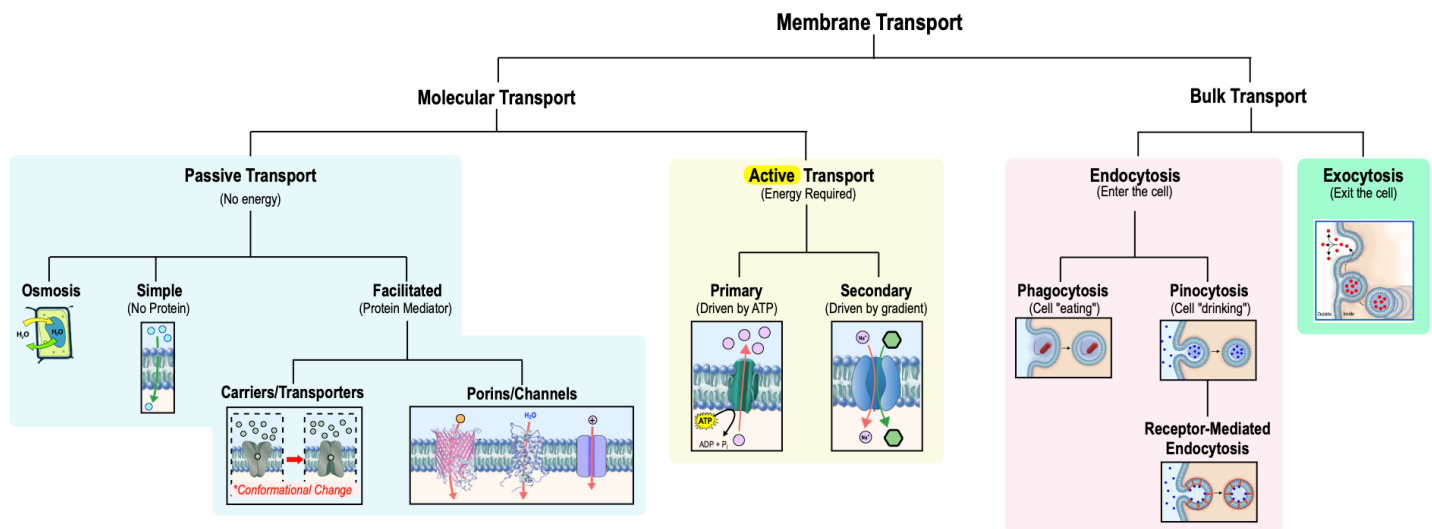 Membrane Transport
Molecular Transport
Bulk Transport
Passive Transport
(No energy)
Active Transport
(Energy Required)
Endocytosis
(Enter the cell)
Exocytosis
(Exit the cell)
Outside
Inside
Osmosis
H₂O
H₂O
Simple
(No Protein)
Facilitated
(Protein Mediator)
Carriers/Transporters
*Conformational Change
Porins/Channels
H₂O
+
Primary
(Driven by ATP)
ATP
ADP + Pᵢ
Secondary
(Driven by gradient)
Na⁺
Na⁺
Phagocytosis
(Cell "eating")
Pinocytosis
(Cell "drinking")
Receptor-Mediated
Endocytosis